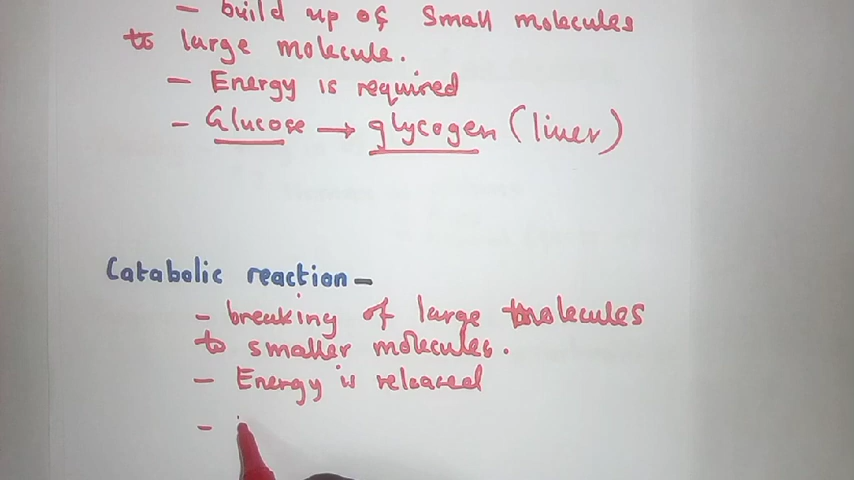 - build up of Small molecules
to large molecule.
- Energy is required
- Glucose → glycogen (liver)
Catabolic reaction -
- breaking of large molecules
to smaller molecules.
- Energy is released
-